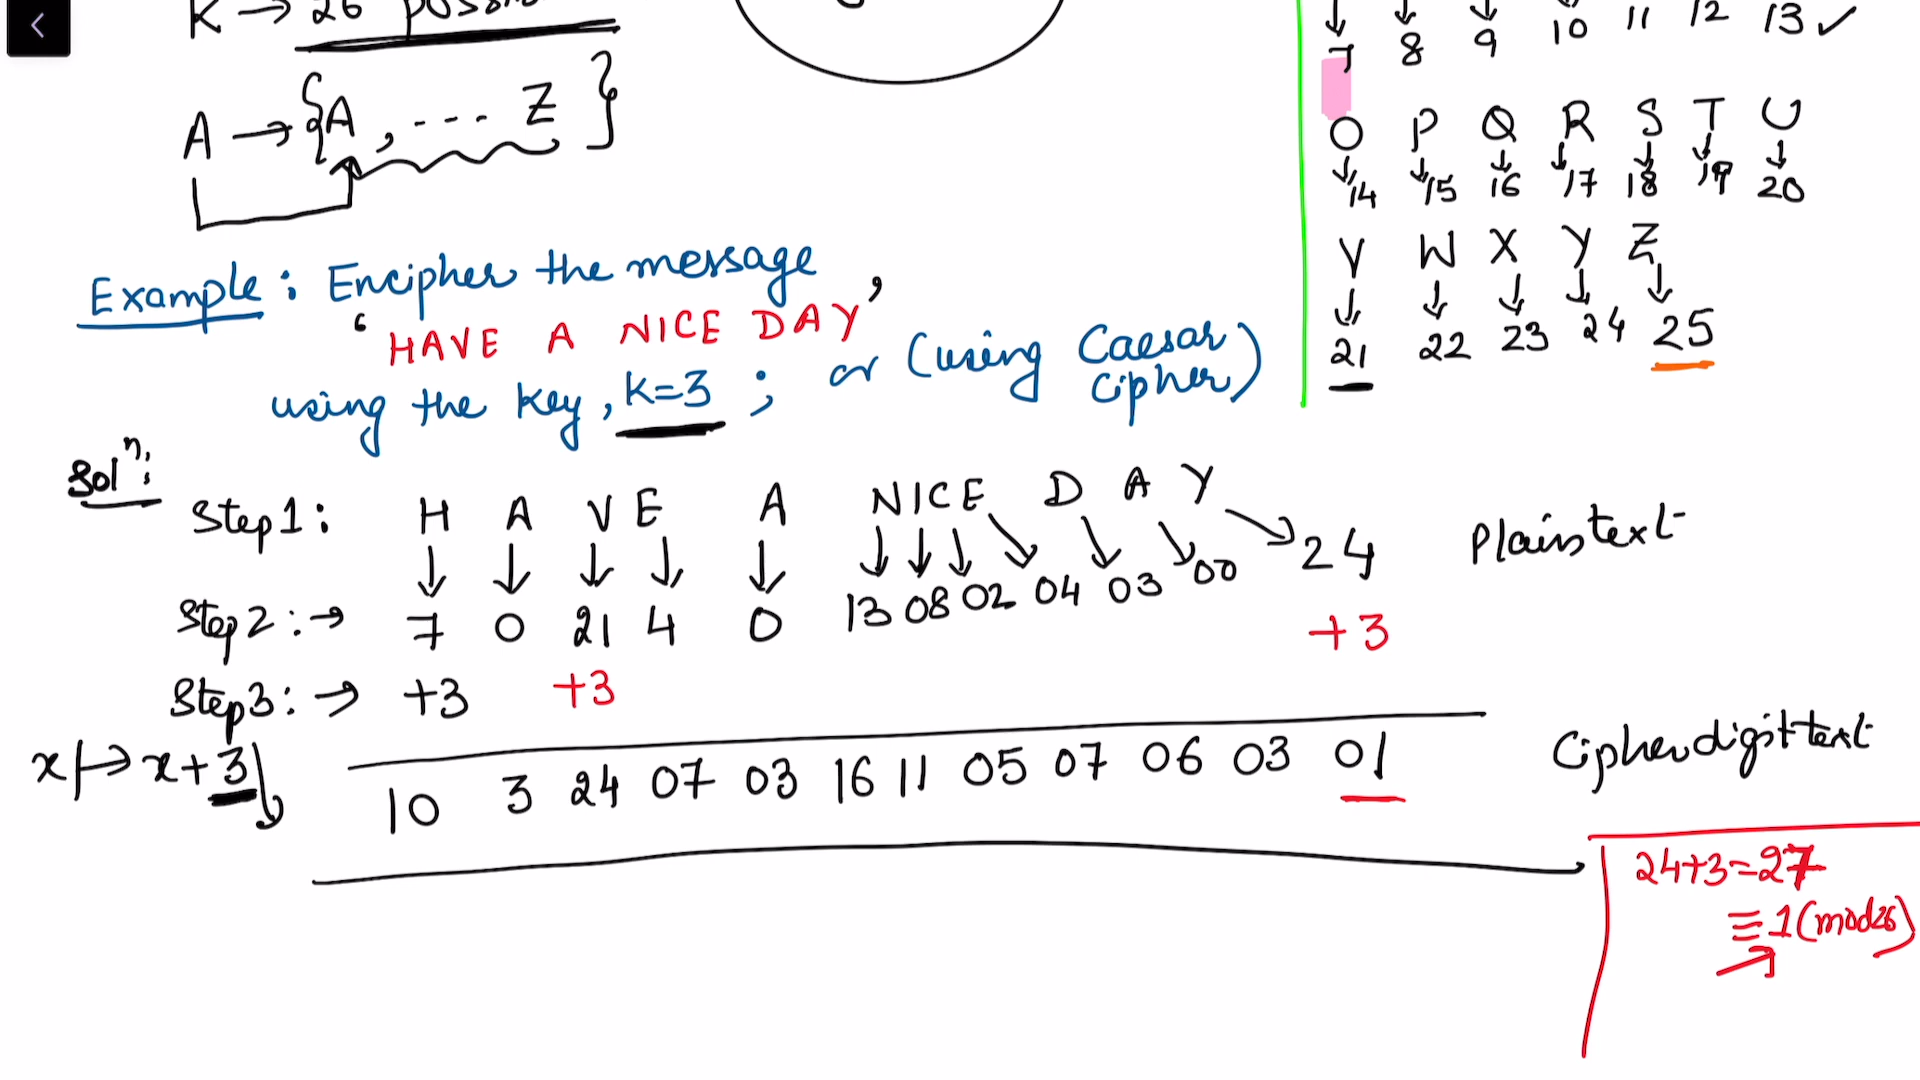 K → 26
A → {A, ---- Z}
7 8 9 10 11 12 13 ✓
O P Q R S T U
14 15 16 17 18 19 20
V W X Y Z
21 22 23 24 25
Example: Encipher the message
‘HAVE A NICE DAY’
using the key, K=3 ; or (using Caesar Cipher)
Solⁿ:
Step1: H A V E A NICE D A Y Plaintext
Step2: → 7 0 21 4 0 13 08 02 04 03 00 24
Step3: → +3 +3 +3
x ↦ x+3
10 3 24 07 03 16 11 05 07 06 03 01 Cipherdigittext
24+3=27
≡1(mod26)